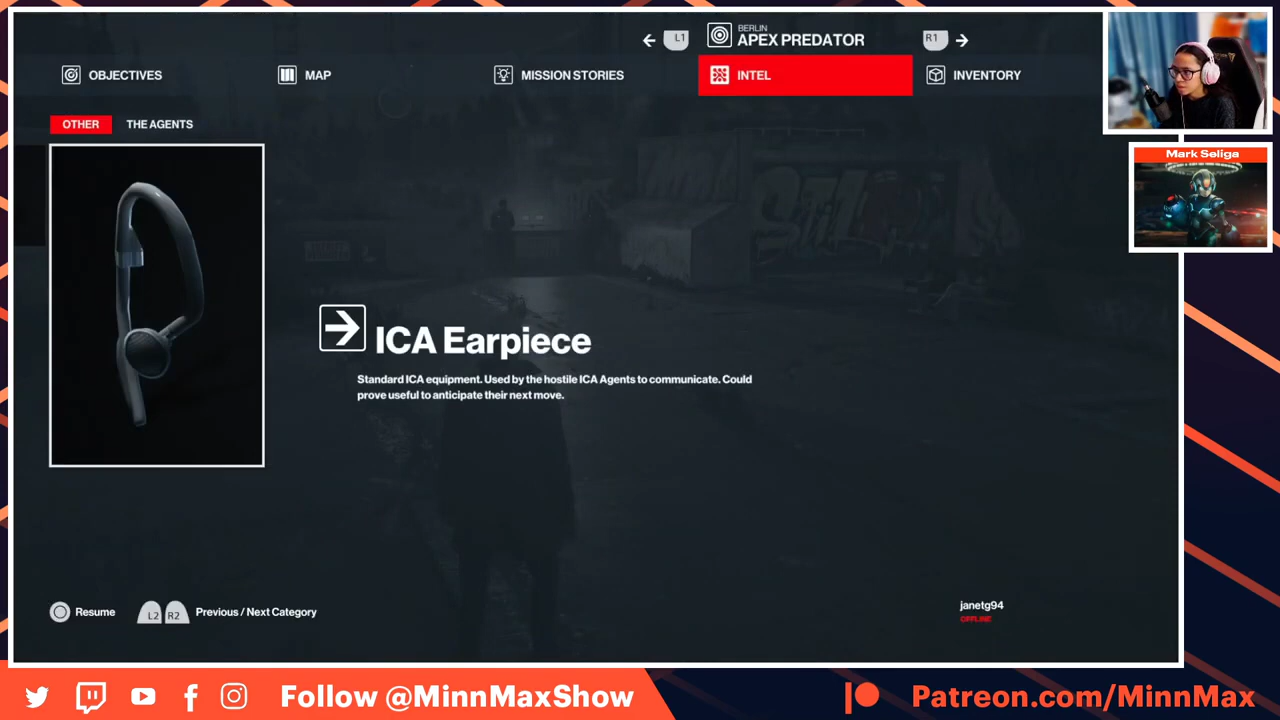 L1
BERLIN
APEX PREDATOR
R1
OBJECTIVES
MAP
MISSION STORIES
INTEL
INVENTORY
OTHER
THE AGENTS
Mark Seliga
ICA Earpiece
Standard ICA equipment. Used by the hostile ICA Agents to communicate. Could
prove useful to anticipate their next move.
Resume
L2 R2
Previous / Next Category
janetg94
OFFLINE
Follow @MinnMaxShow
Patreon.com/MinnMax